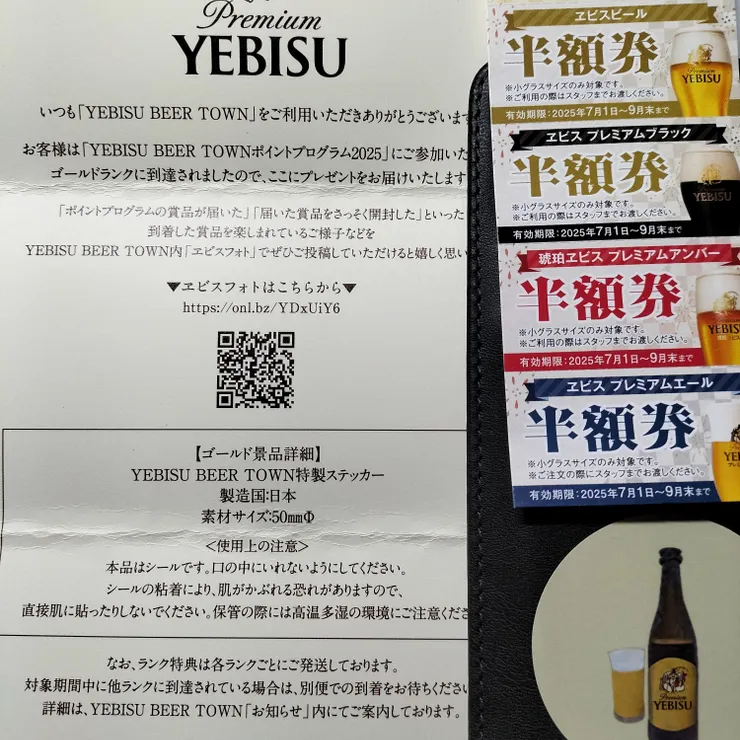 Premium
YEBISU
いつも「YEBISU BEER TOWN」をご利用いただきありがとうございます
お客様は「YEBISU BEER TOWNポイントプログラム2025」にご参加いた
ゴールドランクに到達されましたので、ここにプレゼントをお届けいたします
「ポイントプログラムの賞品が届いた」「届いた賞品をさっそく開封した」といった
到着した賞品を楽しまれているご様子などを
YEBISU BEER TOWN内「ヱビスフォト」でぜひご投稿していただけると嬉しく思い
▼ヱビスフォトはこちらから▼
https://onl.bz/YDxUiY6
【ゴールド景品詳細】
YEBISU BEER TOWN特製ステッカー
製造国:日本
素材サイズ:50mmΦ
<使用上の注意>
本品はシールです。口の中にいれないようにしてください。
シールの粘着により、肌がかぶれる恐れがありますので、
直接肌に貼ったりしないでください。保管の際には高温多湿の環境にご注意くださ
なお、ランク特典は各ランクごとにご発送しております。
対象期間中に他ランクに到達されている場合は、別便での到着をお待ちくださ
詳細は、YEBISU BEER TOWN「お知らせ」内にてご案内しております。
ヱビスビール
半額券
※小グラスサイズのみ対象です。
※ご利用の際はスタッフまでお渡しください。
有効期限:2025年7月1日〜9月末まで
Premium
YEBISU
ヱビス プレミアムブラック
半額券
※小グラスサイズのみ対象です。
※ご利用の際はスタッフまでお渡しください。
有効期限:2025年7月1日〜9月末まで
YEBISU
琥珀ヱビス プレミアムアンバー
半額券
※小グラスサイズのみ対象です。
※ご利用の際はスタッフまでお渡しください。
有効期限:2025年7月1日〜9月末まで
YEBISU
ヱビス プレミアムエール
半額券
※小グラスサイズのみ対象です。
※ご注文の際にスタッフまでお渡しください。
有効期限:2025年7月1日〜9月末まで
YEB
Premium
YEBISU